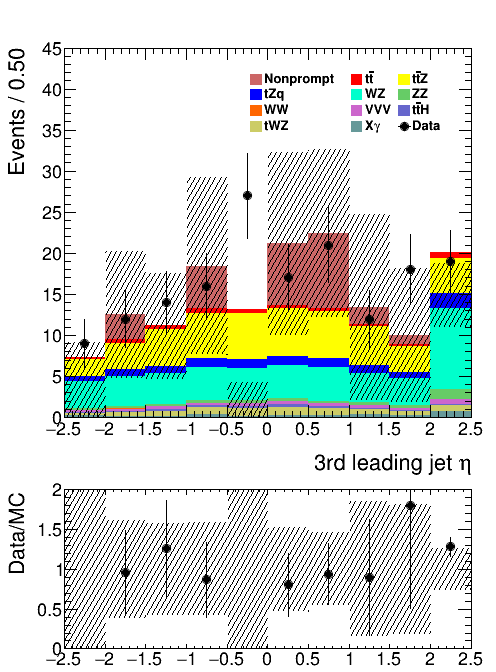 Events / 0.50
45
40
35
30
25
20
15
10
5
0
Nonprompt tt̄ tt̄Z
tZq WZ ZZ
WW VVV tt̄H
tWZ Xγ Data
−2.5 −2 −1.5 −1 −0.5 0 0.5 1 1.5 2 2.5
3rd leading jet η
Data/MC
2
1.5
1
0.5
0
−2.5 −2 −1.5 −1 −0.5 0 0.5 1 1.5 2 2.5